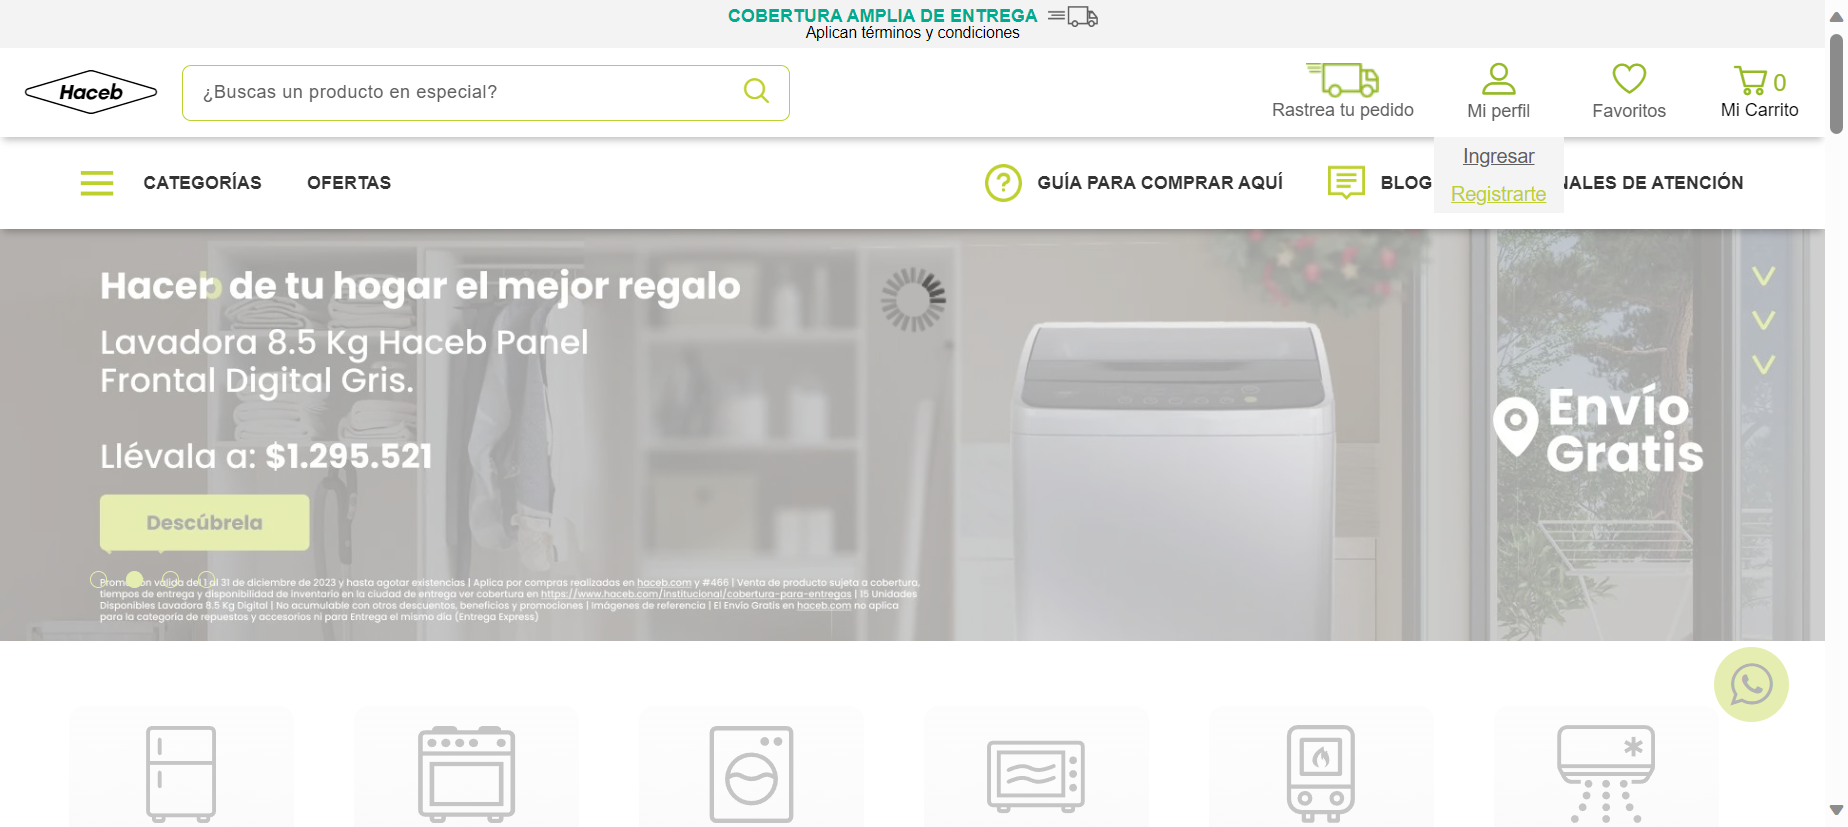 COBERTURA AMPLIA DE ENTREGA
Aplican términos y condiciones
Haceb
¿Buscas un producto en especial?
Rastrea tu pedido
Mi perfil
Favoritos
0
Mi Carrito
Ingresar
Registrarte
CATEGORÍAS
OFERTAS
GUÍA PARA COMPRAR AQUÍ
BLOG
NALES DE ATENCIÓN
Haceb de tu hogar el mejor regalo
Lavadora 8.5 Kg Haceb Panel
Frontal Digital Gris.
Llévala a: $1.295.521
Descúbrela
Envío
Gratis
Promoción válida del 1 al 31 de diciembre de 2023 y hasta agotar existencias | Aplica por compras realizadas en haceb.com y #466 | Venta de producto sujeta a cobertura,
tiempos de entrega y disponibilidad de inventario en la ciudad de entrega ver cobertura en https://www.haceb.com/institucional/cobertura-para-entregas | 15 Unidades
Disponibles Lavadora 8.5 Kg Digital | No acumulable con otros descuentos, beneficios y promociones | Imágenes de referencia | El Envío Gratis en haceb.com no aplica
para la categoría de repuestos y accesorios ni para Entrega el mismo día (Entrega Express)